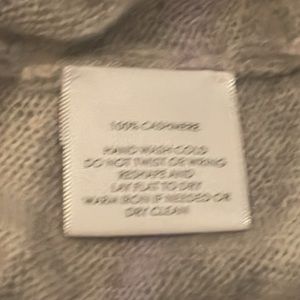 100% CASHMERE
HAND WASH COLD
DO NOT TWIST OR WRING
RESHAPE AND
LAY FLAT TO DRY
WARM IRON IF NEEDED OR
DRY CLEAN